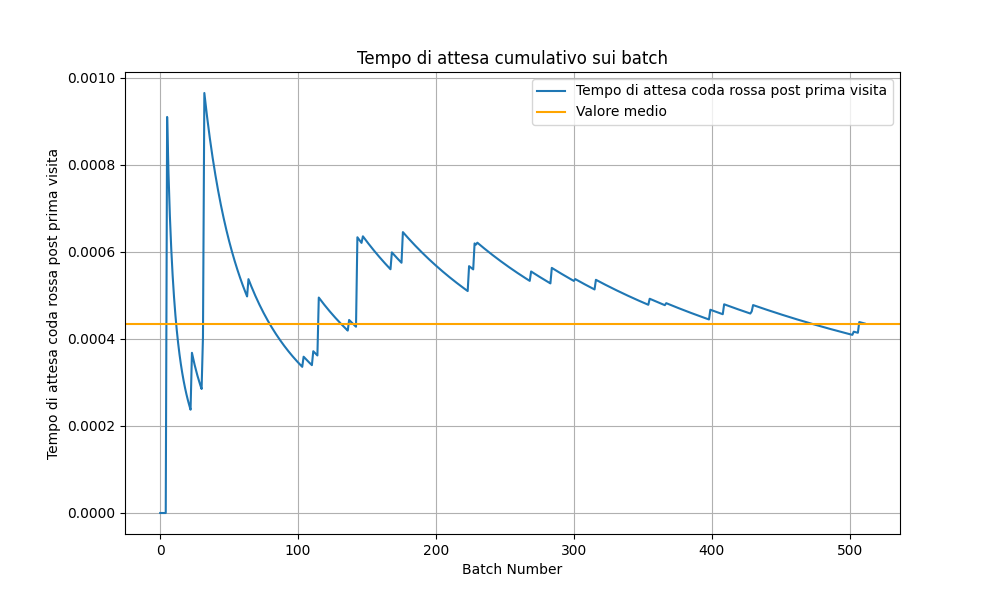 Tempo di attesa cumulativo sui batch
Tempo di attesa coda rossa post prima visita
Valore medio
Tempo di attesa coda rossa post prima visita
0.0010
0.0008
0.0006
0.0004
0.0002
0.0000
0 100 200 300 400 500
Batch Number